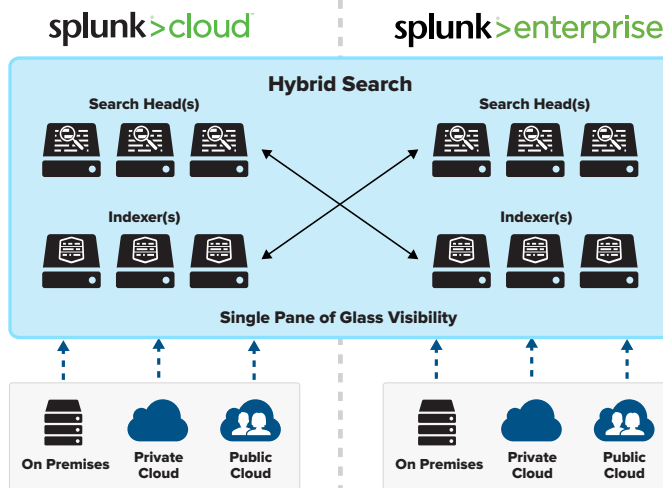 splunk>cloud
splunk>enterprise
Hybrid Search
Search Head(s)
Search Head(s)
Indexer(s)
Indexer(s)
Single Pane of Glass Visibility
On Premises
Private
Cloud
Public
Cloud
On Premises
Private
Cloud
Public
Cloud